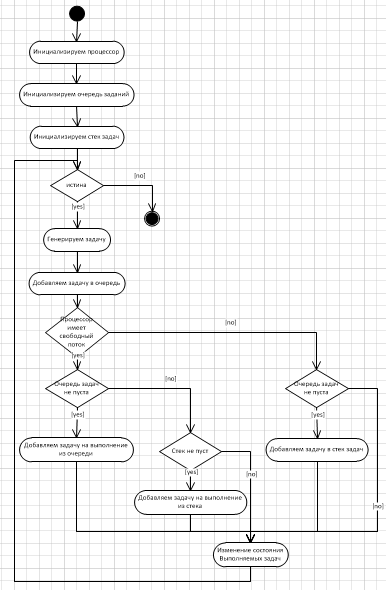 Инициализируем процессор
Инициализируем очередь заданий
Инициализируем стек задач
истина
[no]
[yes]
Генерируем задачу
Добавляем задачу в очередь
Процессор
имеет
свободный
поток
[no]
[yes]
Очередь задач
не пуста
[no]
Очередь задач
не пуста
[yes]
[yes]
Добавляем задачу на выполнение
из очереди
Стек не пуст
Добавляем задачу в стек задач
[yes]
[no]
Добавляем задачу на выполнение
из стека
[no]
Изменение состояния
Выполняемых задач